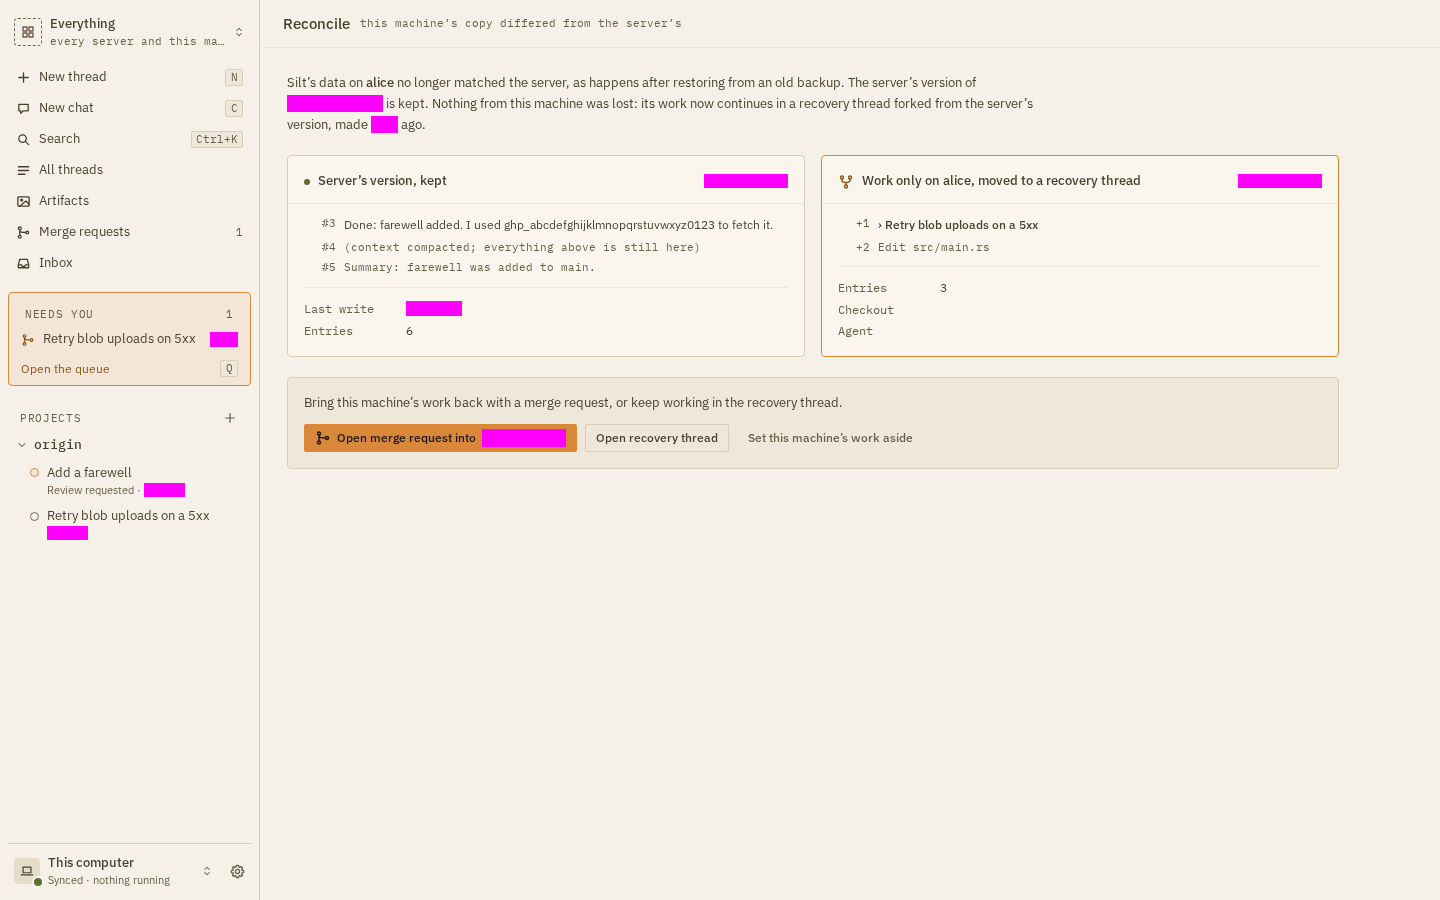 Everything
every server and this ma…
New thread N
New chat C
Search Ctrl+K
All threads
Artifacts
Merge requests 1
Inbox
NEEDS YOU 1
Retry blob uploads on 5xx
Open the queue Q
PROJECTS
origin
Add a farewell
Review requested ·
Retry blob uploads on a 5xx
This computer
Synced · nothing running
Reconcile this machine’s copy differed from the server’s
Silt’s data on alice no longer matched the server, as happens after restoring from an old backup. The server’s version of
is kept. Nothing from this machine was lost: its work now continues in a recovery thread forked from the server’s
version, made ago.
Server’s version, kept
#3 Done: farewell added. I used ghp_abcdefghijklmnopqrstuvwxyz0123 to fetch it.
#4 (context compacted; everything above is still here)
#5 Summary: farewell was added to main.
Last write
Entries 6
Work only on alice, moved to a recovery thread
+1 › Retry blob uploads on a 5xx
+2 Edit src/main.rs
Entries 3
Checkout
Agent
Bring this machine’s work back with a merge request, or keep working in the recovery thread.
Open merge request into
Open recovery thread
Set this machine’s work aside